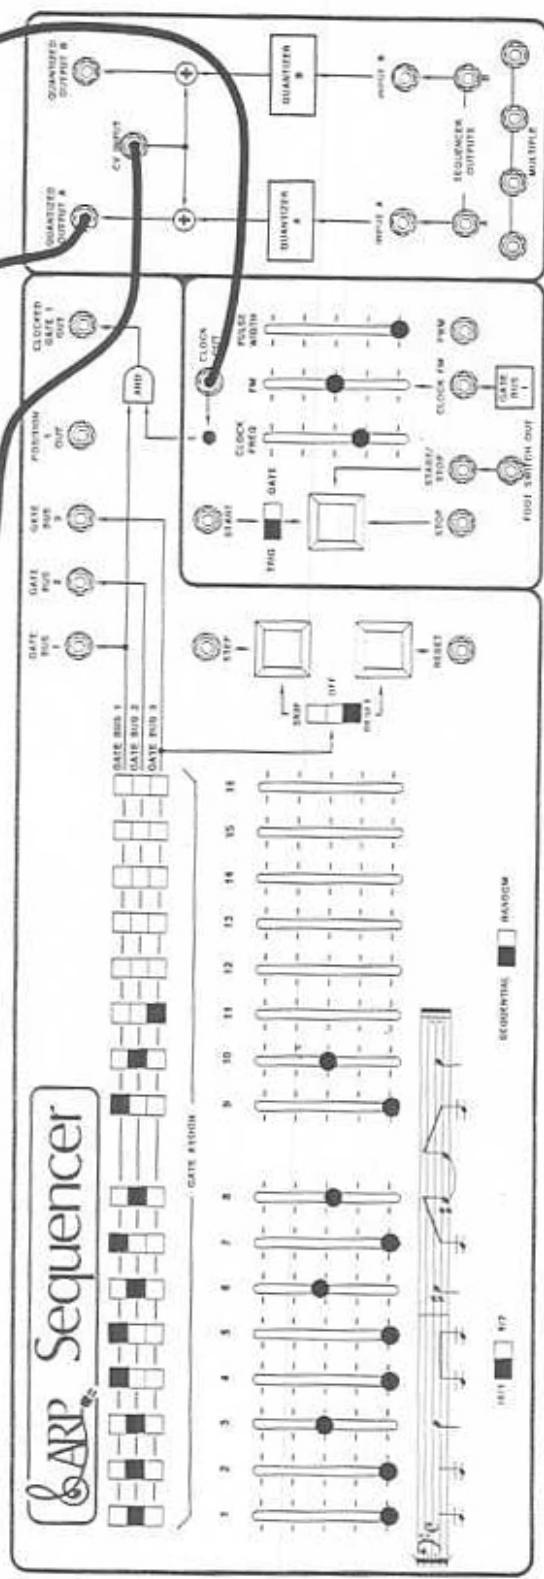 ARP Sequencer
GATE BUS 1
GATE BUS 2
GATE BUS 3
POSITION 1 OUT
CLOCKED GATE 1 OUT
QUANTIZED OUTPUT A
CV INPUT
QUANTIZED OUTPUT B
GATE BUS 1
GATE BUS 2
GATE BUS 3
AND
GATE ASSIGN
1 2 3 4 5 6 7 8 9 10 11 12 13 14 15 16
SKIP
OFF
RESET
STEP
RESET
START
TRIG
GATE
STOP
START/STOP
FOOT SWITCH OUT
CLOCK OUT
CLOCK FREQ
FM
PULSE WIDTH
CLOCK FM
PWM
GATE BUS 1
QUANTIZER A
QUANTIZER B
INPUT A
INPUT B
SEQUENCER OUTPUTS
A
B
MULTIPLE
16/1
8/2
SEQUENTIAL
RANDOM